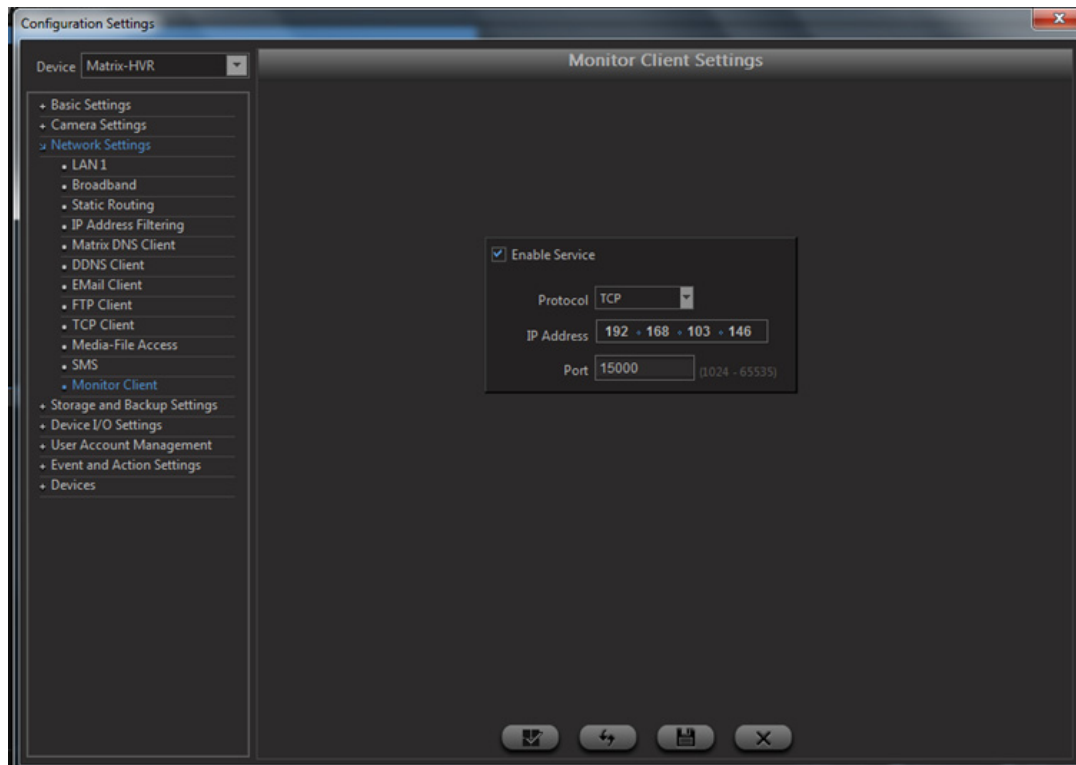 Configuration Settings
Device Matrix-HVR
Monitor Client Settings
+ Basic Settings
+ Camera Settings
Network Settings
• LAN 1
• Broadband
• Static Routing
• IP Address Filtering
• Matrix DNS Client
• DDNS Client
• EMail Client
• FTP Client
• TCP Client
• Media-File Access
• SMS
• Monitor Client
+ Storage and Backup Settings
+ Device I/O Settings
+ User Account Management
+ Event and Action Settings
+ Devices
Enable Service
Protocol TCP
IP Address 192 • 168 • 103 • 146
Port 15000 (1024 - 65535)